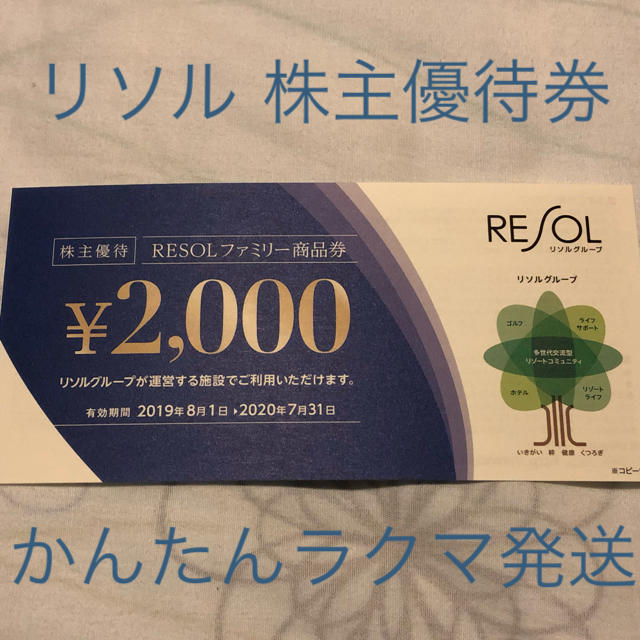 リソル 株主優待券
株主優待 RESOLファミリー商品券
¥2,000
リソルグループが運営する施設でご利用いただけます。
有効期間 2019年8月1日▶2020年7月31日
RESOL
リソルグループ
リソルグループ
ゴルフ
ライフ
サポート
多世代交流型
リゾートコミュニティ
ホテル
リゾート
ライフ
いきがい 絆 健康 くつろぎ
※コピー
かんたんラクマ発送